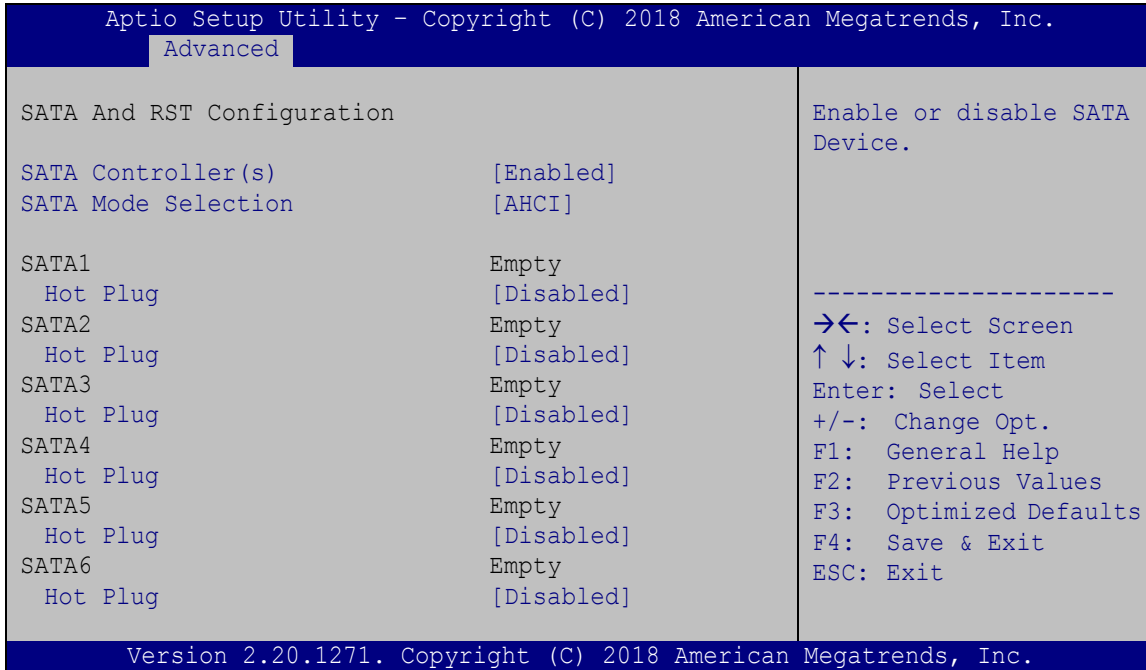 Aptio Setup Utility – Copyright (C) 2018 American Megatrends, Inc.
Advanced
SATA And RST Configuration
SATA Controller(s) [Enabled]
SATA Mode Selection [AHCI]
SATA1 Empty
Hot Plug [Disabled]
SATA2 Empty
Hot Plug [Disabled]
SATA3 Empty
Hot Plug [Disabled]
SATA4 Empty
Hot Plug [Disabled]
SATA5 Empty
Hot Plug [Disabled]
SATA6 Empty
Hot Plug [Disabled]
Enable or disable SATA
Device.
---------------------
→←: Select Screen
↑ ↓: Select Item
Enter: Select
+/-: Change Opt.
F1: General Help
F2: Previous Values
F3: Optimized Defaults
F4: Save & Exit
ESC: Exit
Version 2.20.1271. Copyright (C) 2018 American Megatrends, Inc.